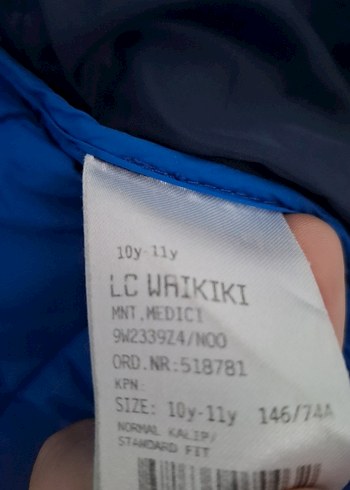 10y-11y
LC WAIKIKI
MNT.MEDICI
9W2339Z4/NOO
ORD.NR:518781
KPN:
SIZE: 10y-11y 146/74A
NORMAL KALIP/
STANDARD FIT